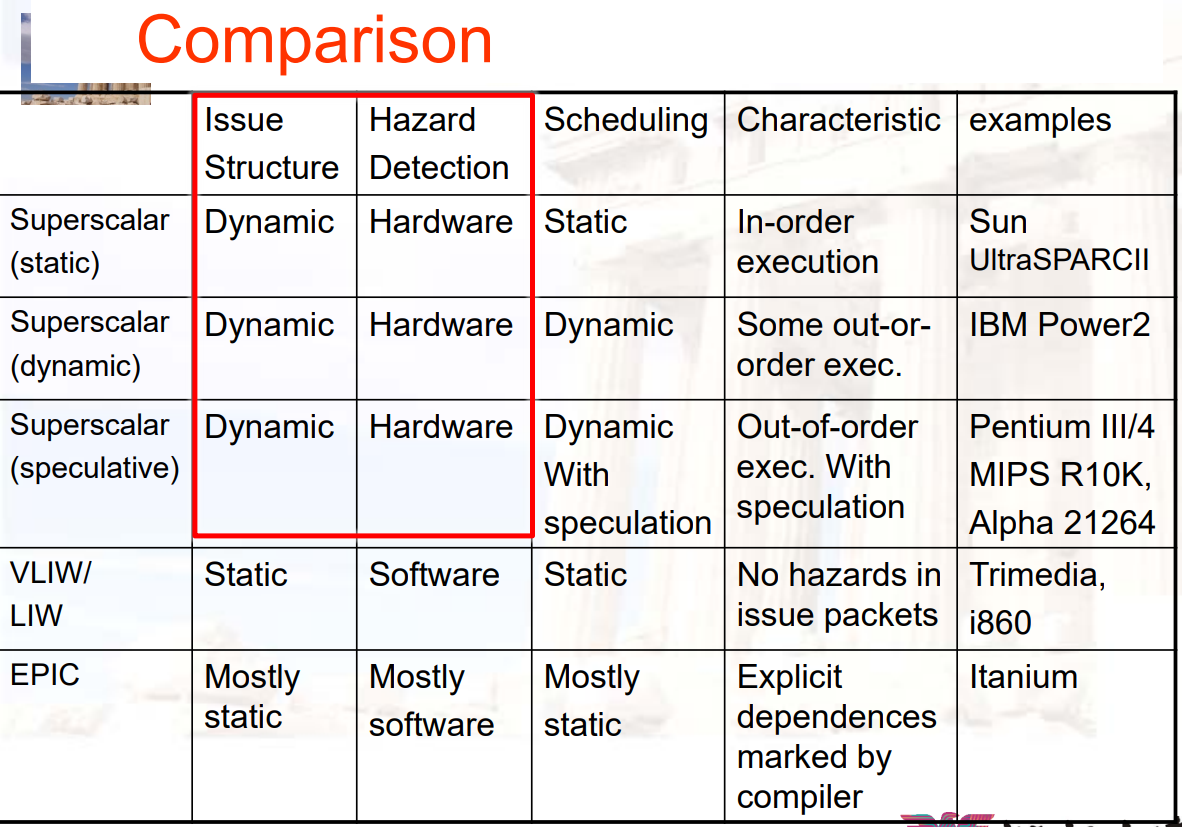 Comparison
Issue Structure
Hazard Detection
Scheduling
Characteristic
examples
Superscalar (static)
Dynamic
Hardware
Static
In-order execution
Sun UltraSPARCII
Superscalar (dynamic)
Dynamic
Hardware
Dynamic
Some out-or-order exec.
IBM Power2
Superscalar (speculative)
Dynamic
Hardware
Dynamic With speculation
Out-of-order exec. With speculation
Pentium III/4 MIPS R10K, Alpha 21264
VLIW/ LIW
Static
Software
Static
No hazards in issue packets
Trimedia, i860
EPIC
Mostly static
Mostly software
Mostly static
Explicit dependences marked by compiler
Itanium